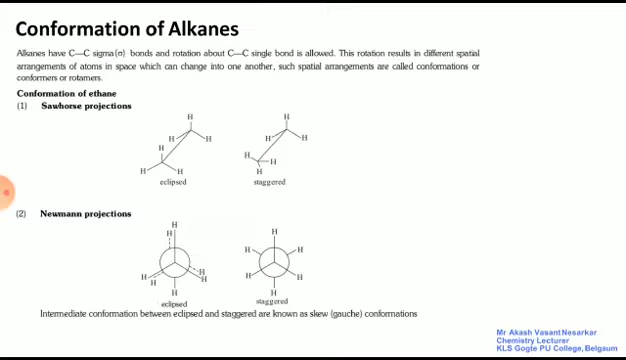 Conformation of Alkanes
Alkanes have C—C sigma(σ) bonds and rotation about C—C single bond is allowed. This rotation results in different spatial
arrangements of atoms in space which can change into one another, such spatial arrangements are called conformations or
conformers or rotamers.
Conformation of ethane
(1) Sawhorse projections
H H
H H H H
H H H
H H H
eclipsed staggered
(2) Newmann projections
H H
H H H
H H H H
H H
H H
eclipsed staggered
Intermediate conformation between eclipsed and staggered are known as skew (gauche) conformations
Mr Akash Vasant Nesarkar
Chemistry Lecturer
KLS Gogte PU College, Belgaum